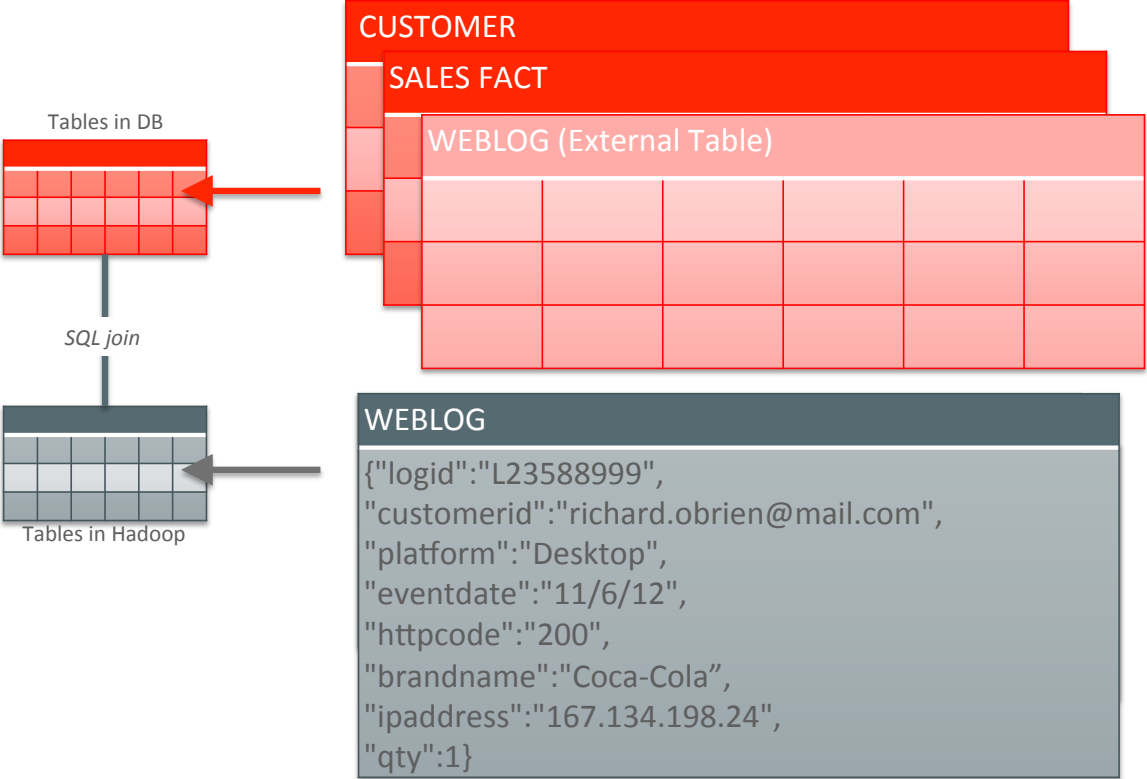 CUSTOMER
SALES FACT
WEBLOG (External Table)
Tables in DB
SQL join
Tables in Hadoop
WEBLOG
{"logid":"L23588999",
"customerid":"richard.obrien@mail.com",
"platform":"Desktop",
"eventdate":"11/6/12",
"httpcode":"200",
"brandname":"Coca-Cola”,
"ipaddress":"167.134.198.24",
"qty":1}